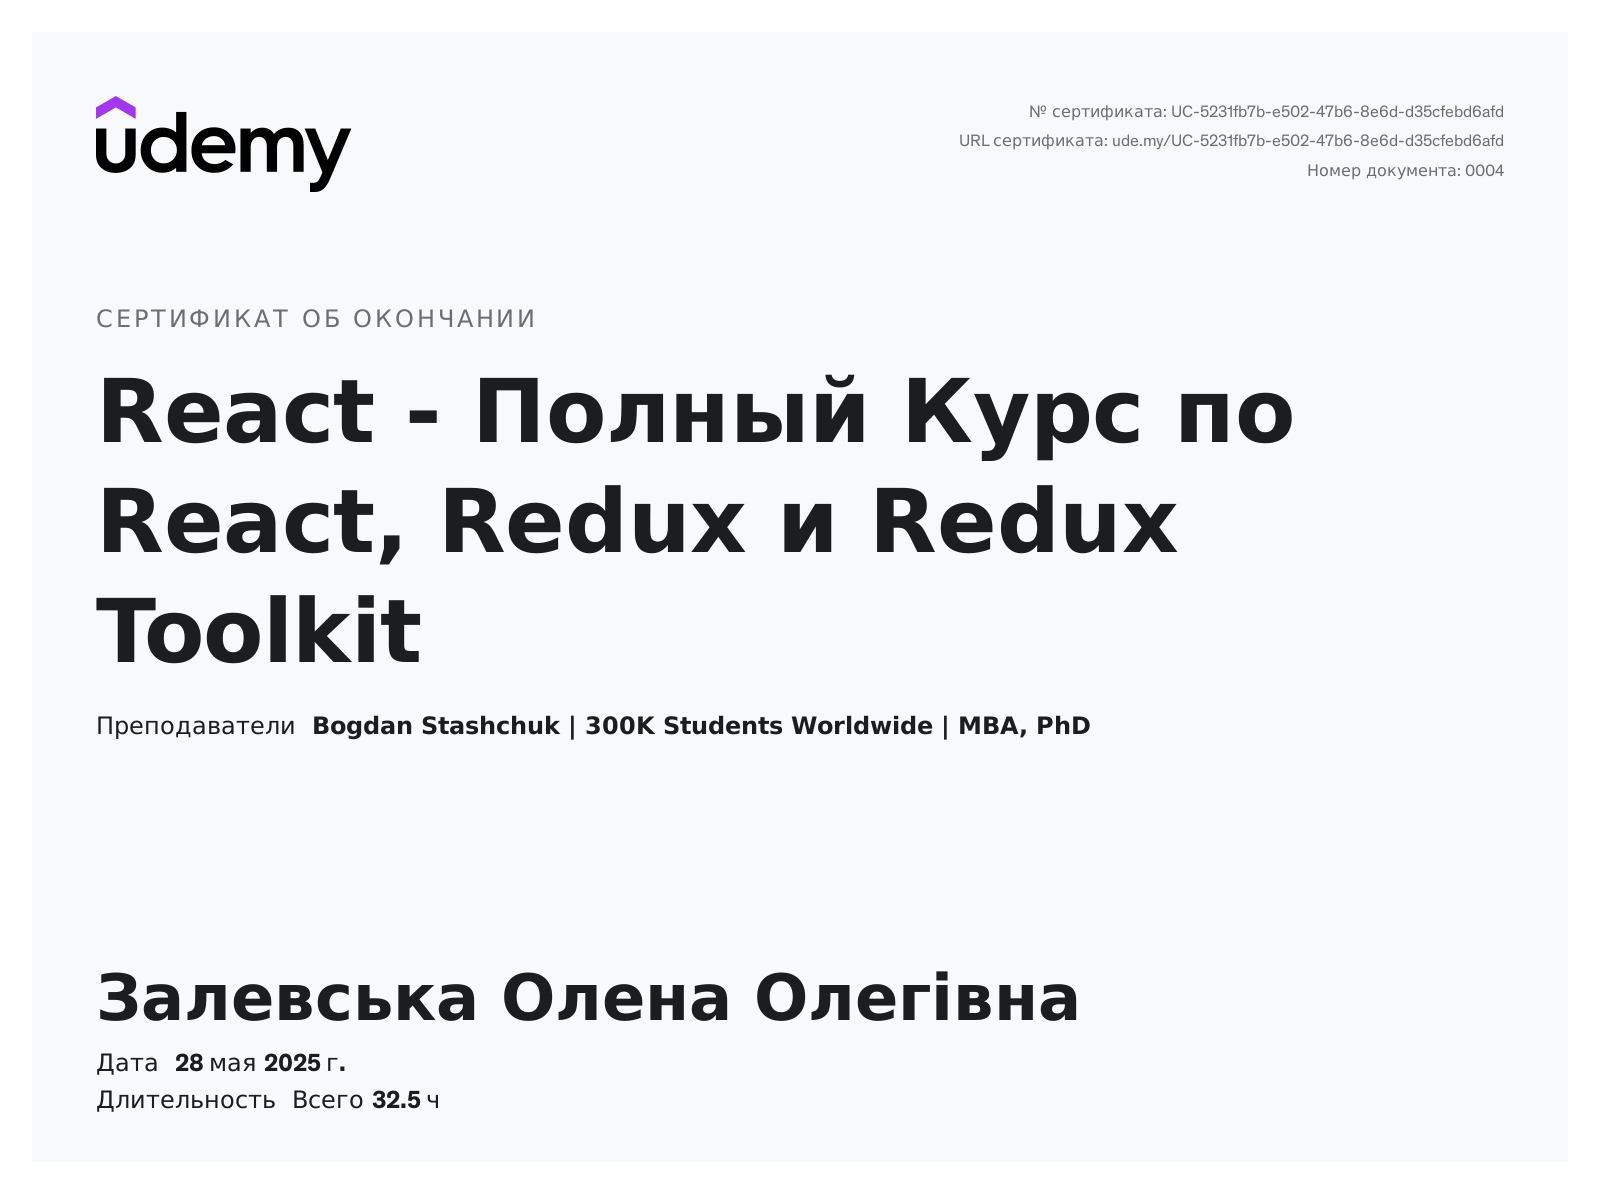 udemy
№ сертификата: UC-5231fb7b-e502-47b6-8e6d-d35cfebd6afd
URL сертификата: ude.my/UC-5231fb7b-e502-47b6-8e6d-d35cfebd6afd
Номер документа: 0004
СЕРТИФИКАТ ОБ ОКОНЧАНИИ
React - Полный Курс по
React, Redux и Redux
Toolkit
Преподаватели Bogdan Stashchuk | 300K Students Worldwide | MBA, PhD
Залевська Олена Олегівна
Дата 28 мая 2025 г.
Длительность Всего 32.5 ч